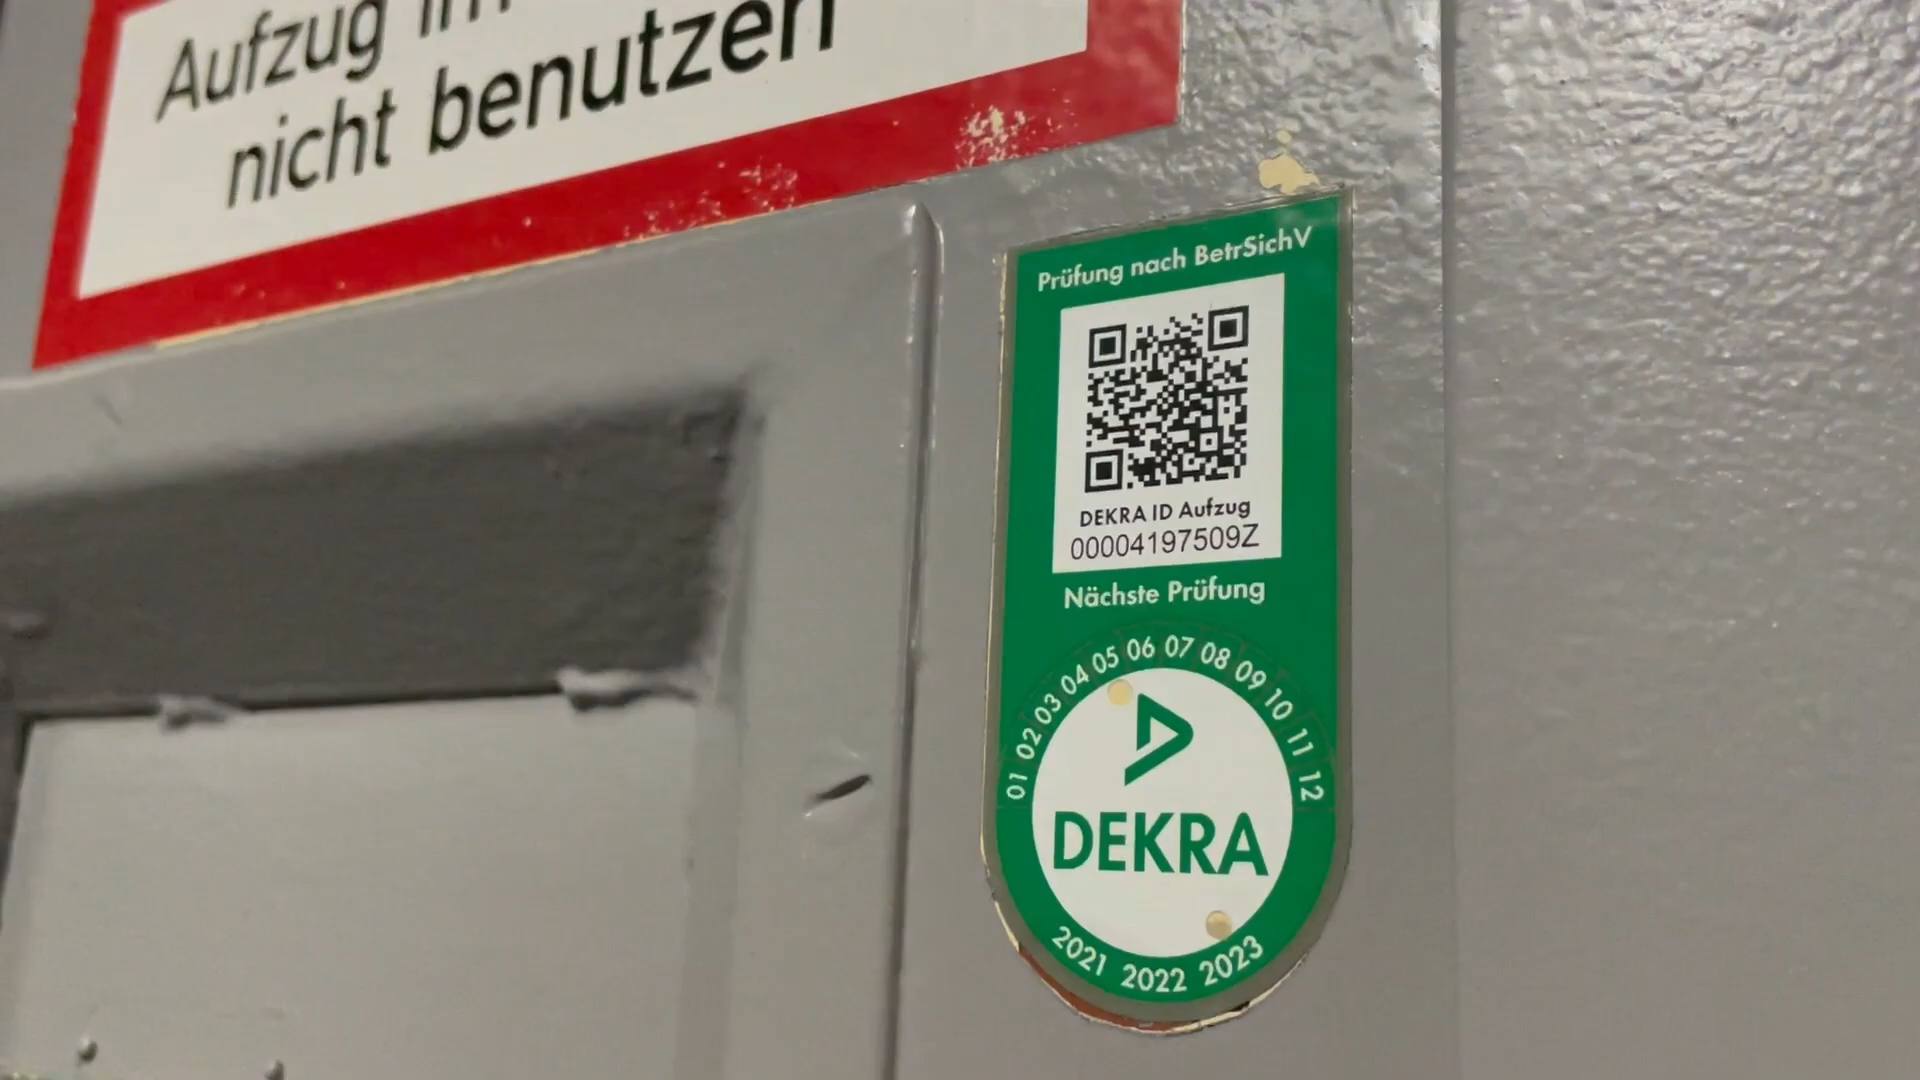 Aufzug im
nicht benutzen
Prüfung nach BetrSichV
DEKRA ID Aufzug
00004197509Z
Nächste Prüfung
01 02 03 04 05 06 07 08 09 10 11 12
DEKRA
2021 2022 2023